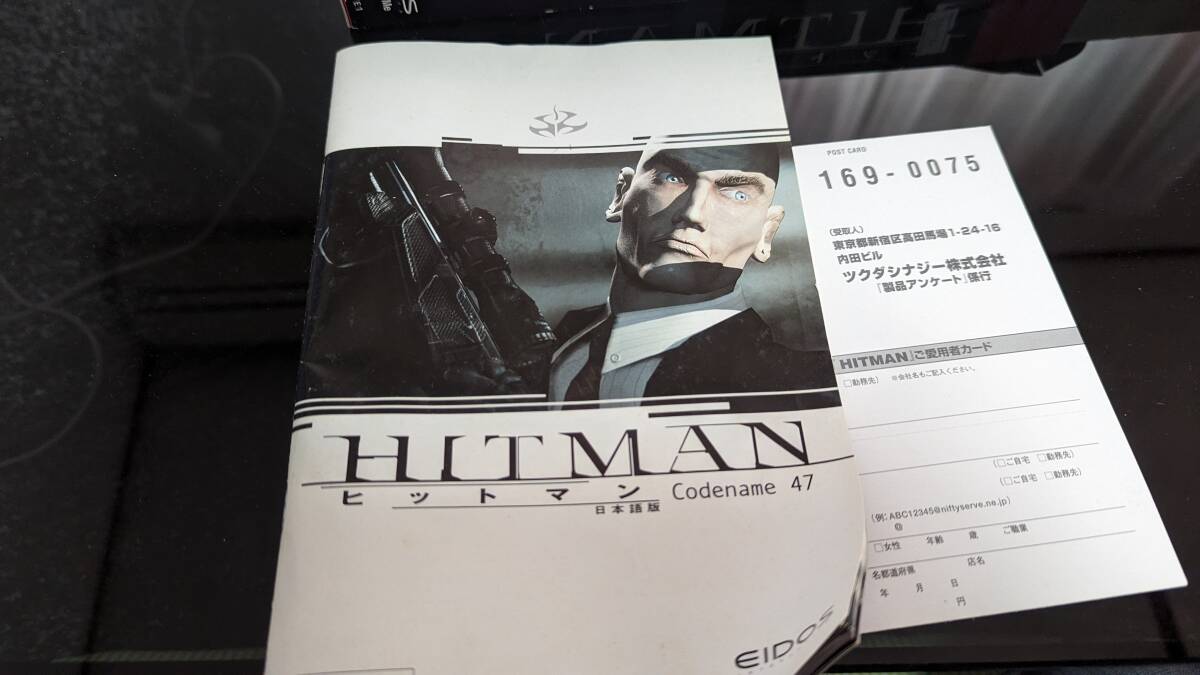 HITMAN
ヒットマン
Codename 47
日本語版
EIDOS
POST CARD
169-0075
(受取人)
東京都新宿区高田馬場1-24-16
内田ビル
ツクダシナジー株式会社
『製品アンケート』係行
HITMAN』ご愛用者カード
□勤務先) ※会社名もご記入ください。
(□ご自宅 □勤務先)
(□ご自宅 □勤務先)
(例:ABC12345@niftyserve.ne.jp)
@
□女性 年齢 歳 ご職業
名都道府県 店名
年 月 日
円